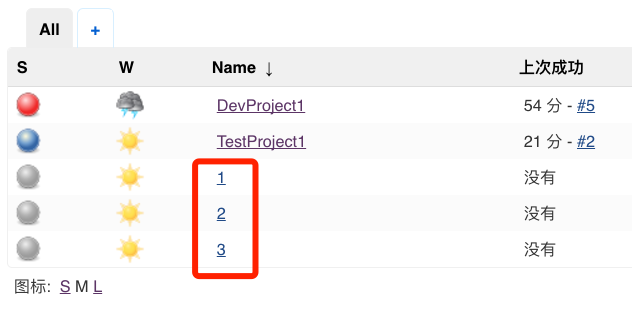 All +
S W Name ↓ 上次成功
DevProject1 54 分 - #5
TestProject1 21 分 - #2
1 没有
2 没有
3 没有
图标: S M L